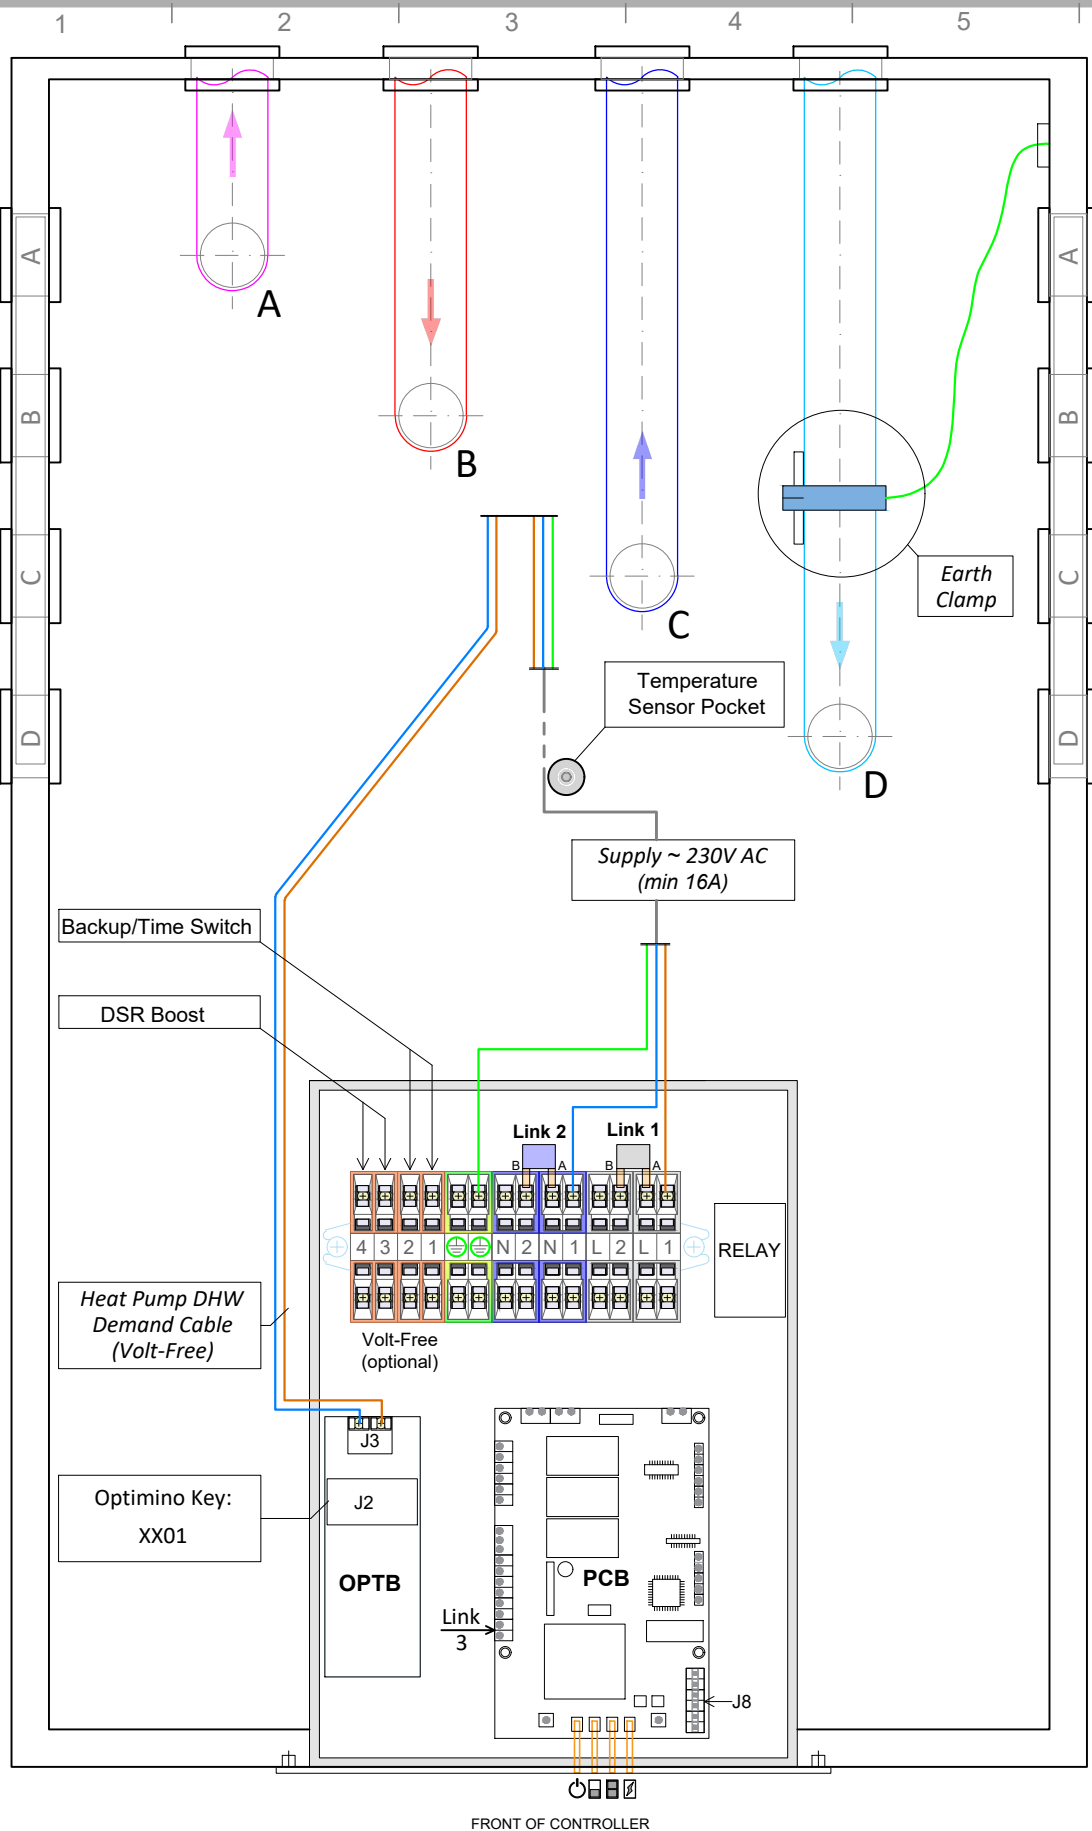 1 2 3 4 5
A A
A
B B
B
C C
C
Earth
Clamp
Temperature
Sensor Pocket
D D
D
Supply ~ 230V AC
(min 16A)
Backup/Time Switch
DSR Boost
Link 2 Link 1
B A B A
4 3 2 1 N 2 N 1 L 2 L 1
RELAY
Heat Pump DHW
Demand Cable
(Volt-Free)
Volt-Free
(optional)
J3
Optimino Key:
XX01
J2
OPTB
PCB
Link
3
J8
FRONT OF CONTROLLER